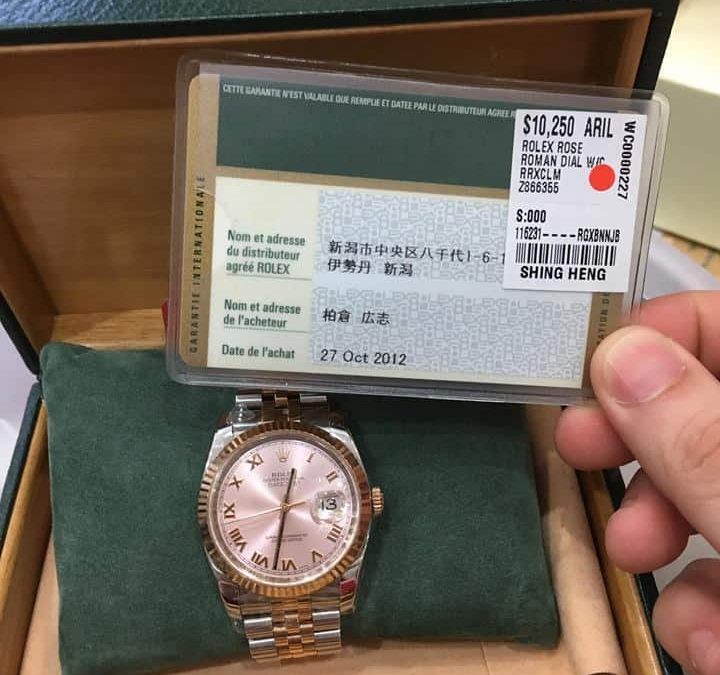 CETTE GARANTIE N'EST VALABLE QUE REMPLIE ET DATEE PAR LE DISTRIBUTEUR AGREE
GARANTIE INTERNATIONALE
Nom et adresse
du distributeur
agréé ROLEX
新潟市中央区八千代1-6-1
伊勢丹 新潟
Nom et adresse
de l'acheteur
柏倉 広志
Date de l'achat
27 Oct 2012
$10,250 ARIL
ROLEX ROSE
ROMAN DIAL W/C
RRXCLM
Z866355
WC0000227
S:000
116231----RGXBNNJB
SHING HENG
ROLEX
13